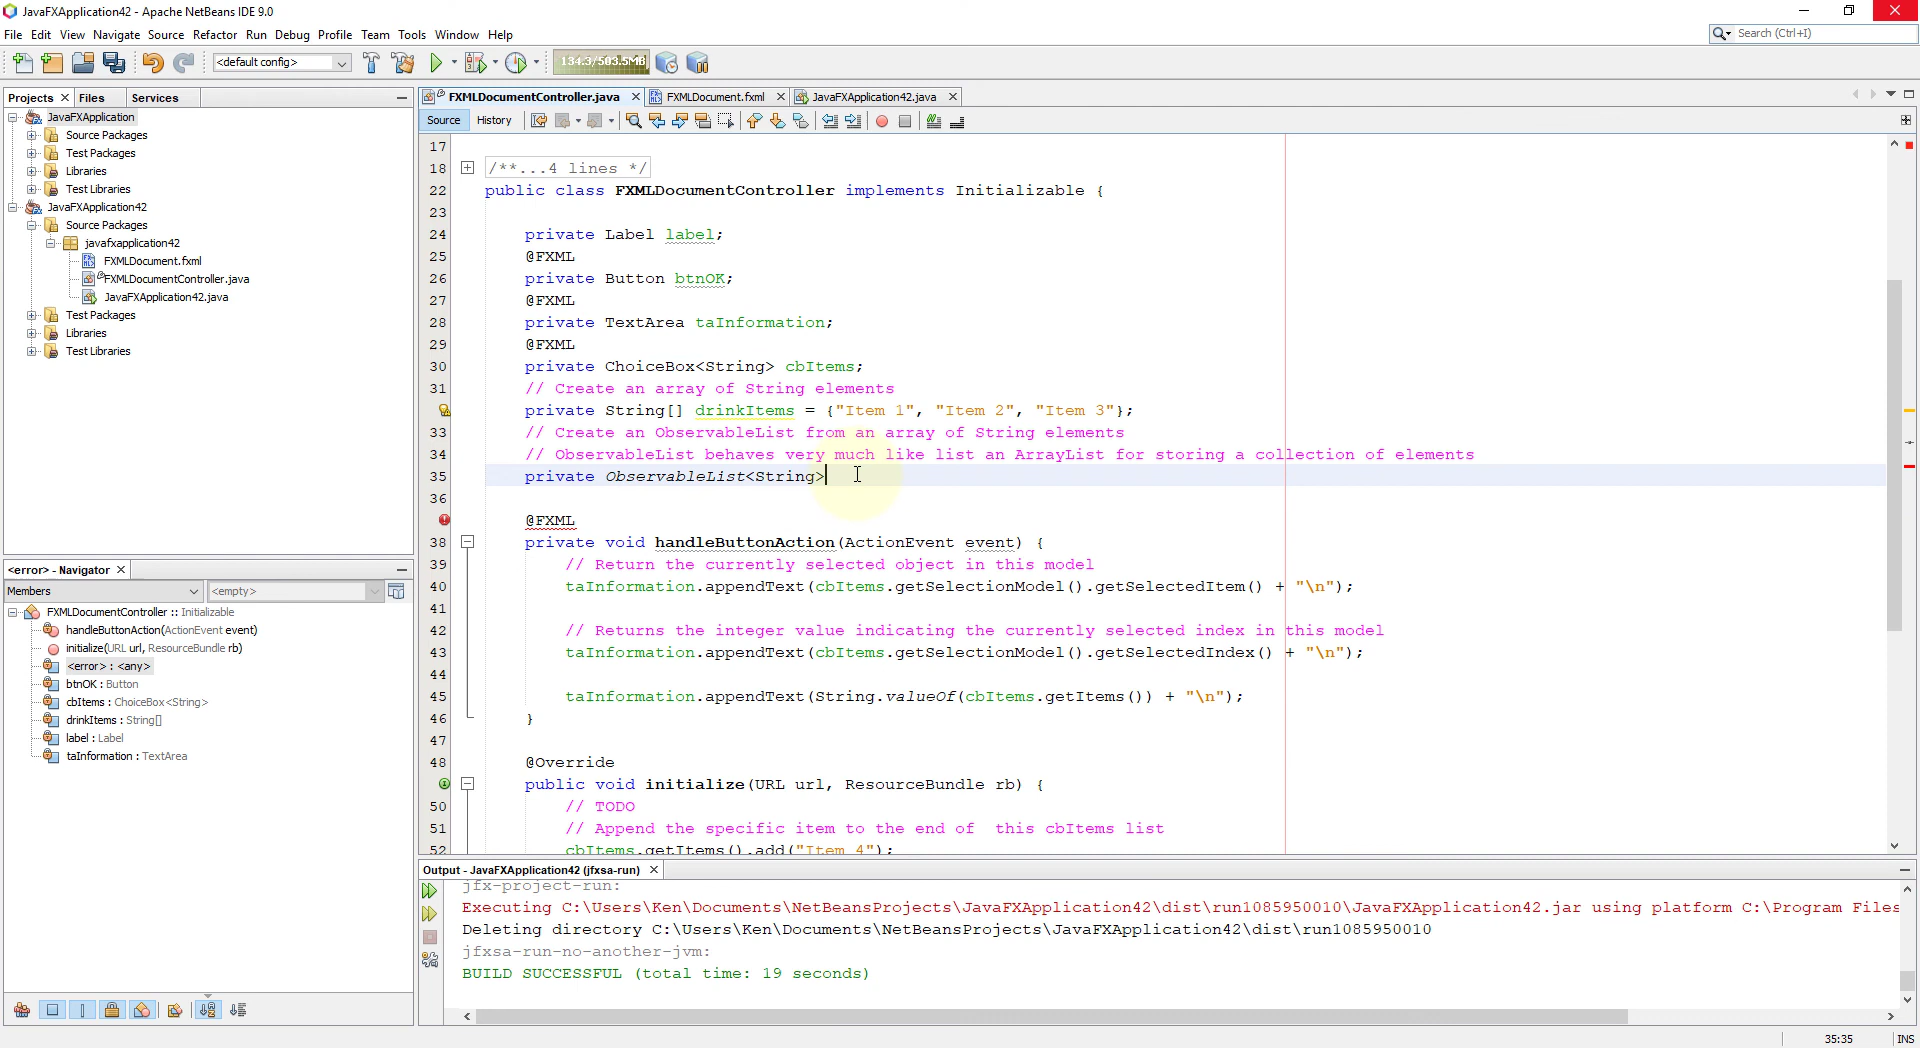 JavaFXApplication42 - Apache NetBeans IDE 9.0
File Edit View Navigate Source Refactor Run Debug Profile Team Tools Window Help
Search (Ctrl+I)
<default config>
134.3/503.5MB
Projects Files Services
JavaFXApplication
Source Packages
Test Packages
Libraries
Test Libraries
JavaFXApplication42
Source Packages
javafxapplication42
FXMLDocument.fxml
FXMLDocumentController.java
JavaFXApplication42.java
Test Packages
Libraries
Test Libraries
<error> - Navigator
Members
<empty>
FXMLDocumentController :: Initializable
handleButtonAction(ActionEvent event)
initialize(URL url, ResourceBundle rb)
<error> : <any>
btnOK : Button
cbItems : ChoiceBox<String>
drinkItems : String[]
label : Label
taInformation : TextArea
FXMLDocumentController.java FXMLDocument.fxml JavaFXApplication42.java
Source History
17
18 /**...4 lines */
22 public class FXMLDocumentController implements Initializable {
23
24 private Label label;
25 @FXML
26 private Button btnOK;
27 @FXML
28 private TextArea taInformation;
29 @FXML
30 private ChoiceBox<String> cbItems;
31 // Create an array of String elements
private String[] drinkItems = {"Item 1", "Item 2", "Item 3"};
33 // Create an ObservableList from an array of String elements
34 // ObservableList behaves very much like list an ArrayList for storing a collection of elements
35 private ObservableList<String>
36
@FXML
38 private void handleButtonAction(ActionEvent event) {
39 // Return the currently selected object in this model
40 taInformation.appendText(cbItems.getSelectionModel().getSelectedItem() + "\n");
41
42 // Returns the integer value indicating the currently selected index in this model
43 taInformation.appendText(cbItems.getSelectionModel().getSelectedIndex() + "\n");
44
45 taInformation.appendText(String.valueOf(cbItems.getItems()) + "\n");
46 }
47
48 @Override
public void initialize(URL url, ResourceBundle rb) {
50 // TODO
51 // Append the specific item to the end of  this cbItems list
52 cbItems.getItems().add("Item 4");
Output - JavaFXApplication42 (jfxsa-run)
jfx-project-run:
Executing C:\Users\Ken\Documents\NetBeansProjects\JavaFXApplication42\dist\run1085950010\JavaFXApplication42.jar using platform C:\Program Files
Deleting directory C:\Users\Ken\Documents\NetBeansProjects\JavaFXApplication42\dist\run1085950010
jfxsa-run-no-another-jvm:
BUILD SUCCESSFUL (total time: 19 seconds)
35:35 INS